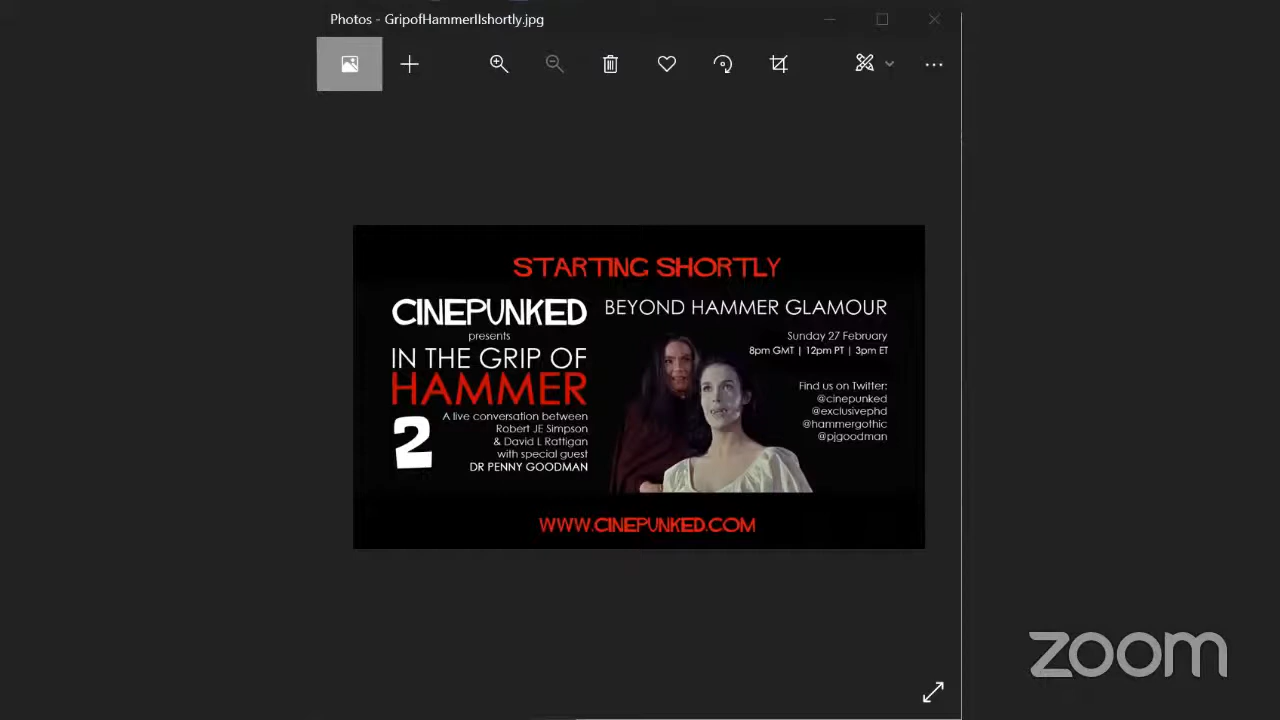 Photos - GripofHammerIIshortly.jpg
STARTING SHORTLY
CINEPUNKED
presents
IN THE GRIP OF
HAMMER
2
A live conversation between
Robert JE Simpson
& David L Rattigan
with special guest
DR PENNY GOODMAN
BEYOND HAMMER GLAMOUR
Sunday 27 February
8pm GMT | 12pm PT | 3pm ET
Find us on Twitter:
@cinepunked
@exclusivephd
@hammergothic
@pjgoodman
WWW.CINEPUNKED.COM
zoom